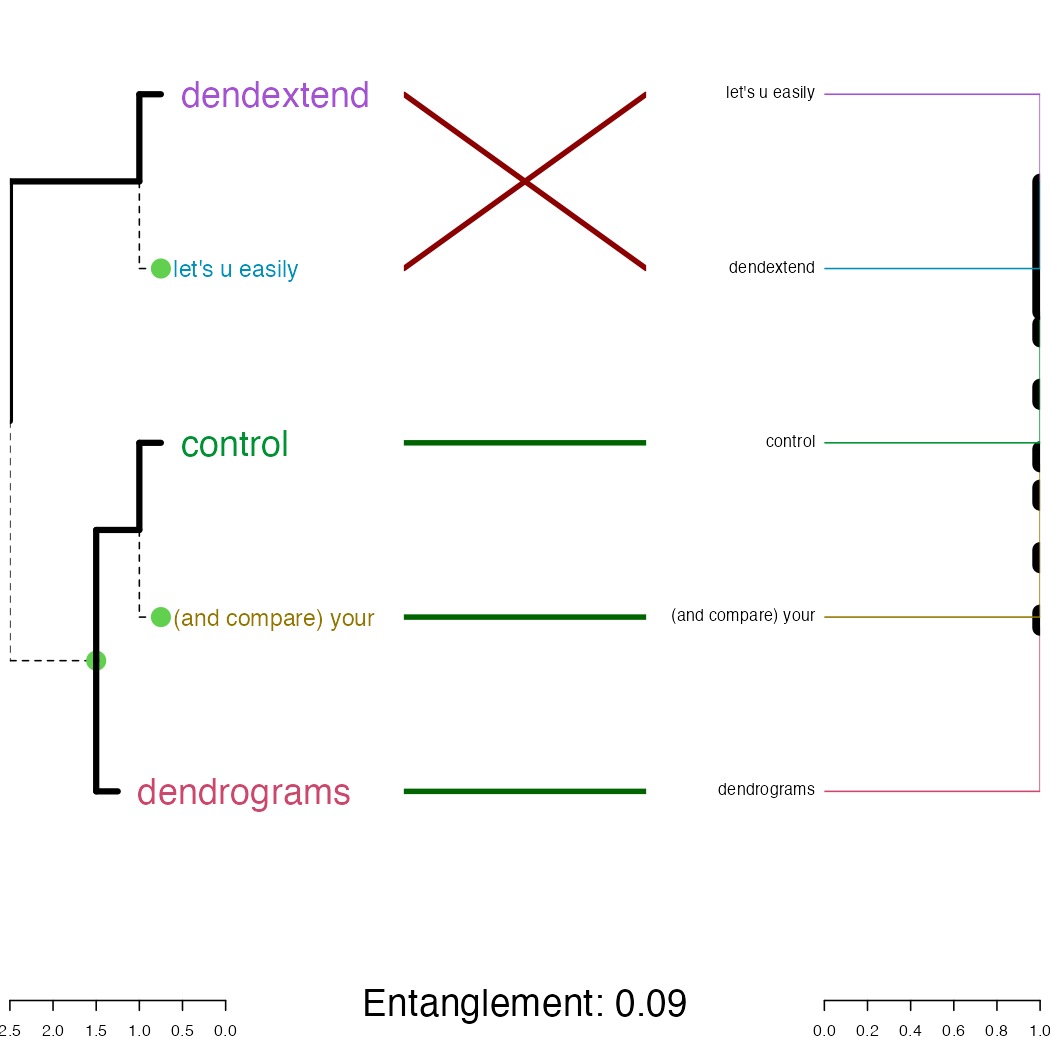 dendextend
let's u easily
let's u easily
dendextend
control
control
(and compare) your
(and compare) your
dendrograms
dendrograms
Entanglement: 0.09
2.5 2.0 1.5 1.0 0.5 0.0
0.0 0.2 0.4 0.6 0.8 1.0